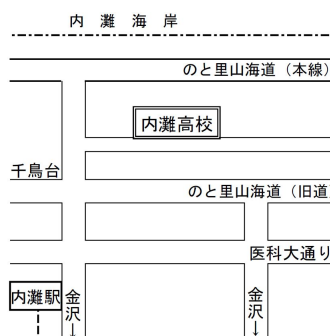 内灘海岸
のと里山海道（本線）
内灘高校
千鳥台
のと里山海道（旧道
医科大通り
内灘駅
金沢↓
金沢↓